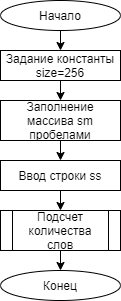 Начало
Задание константы
size=256
Заполнение
массива sm
пробелами
Ввод строки ss
Подсчет
количества
слов
Конец